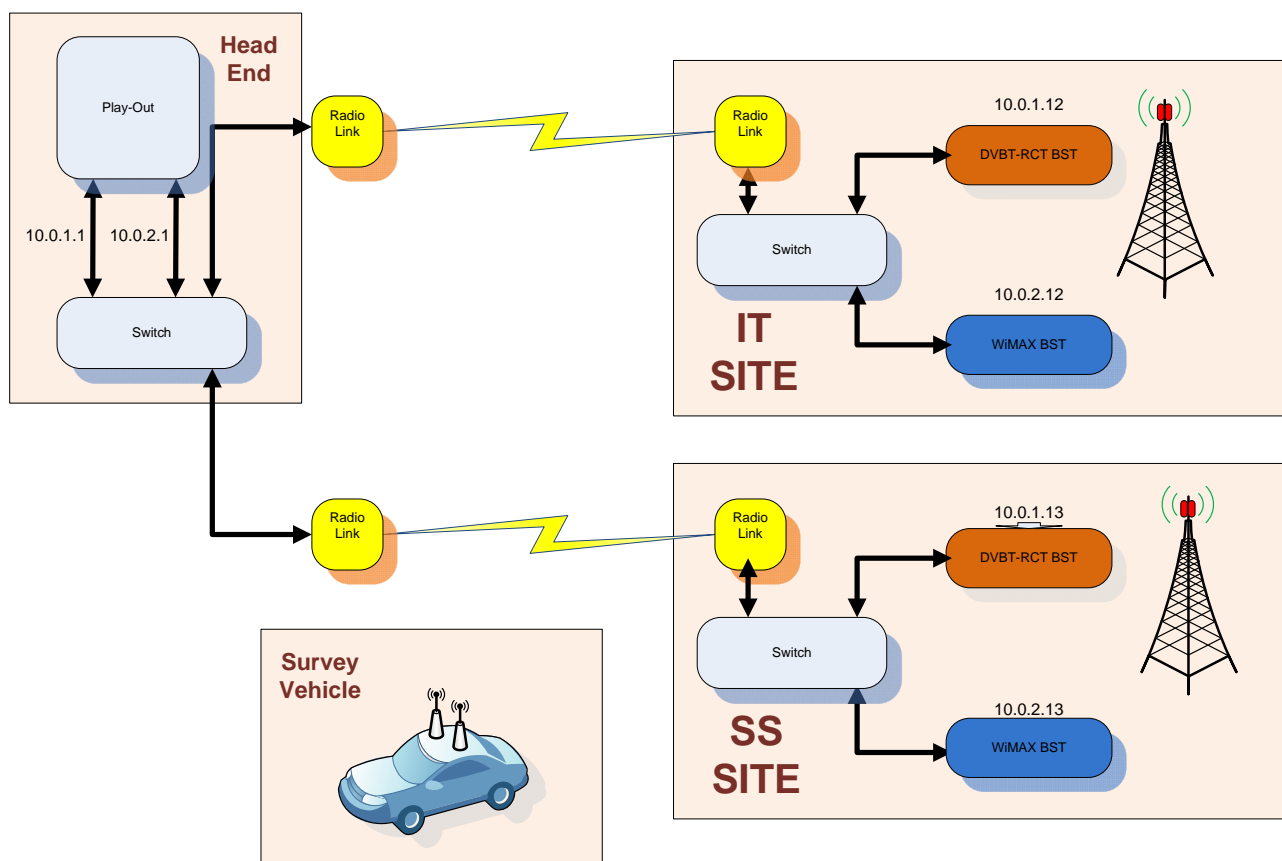 Head
End
Play-Out
10.0.1.1
10.0.2.1
Switch
Radio
Link
Radio
Link
10.0.1.12
DVBT-RCT BST
Switch
10.0.2.12
WiMAX BST
IT
SITE
Radio
Link
Radio
Link
10.0.1.13
DVBT-RCT BST
Switch
10.0.2.13
WiMAX BST
SS
SITE
Survey
Vehicle